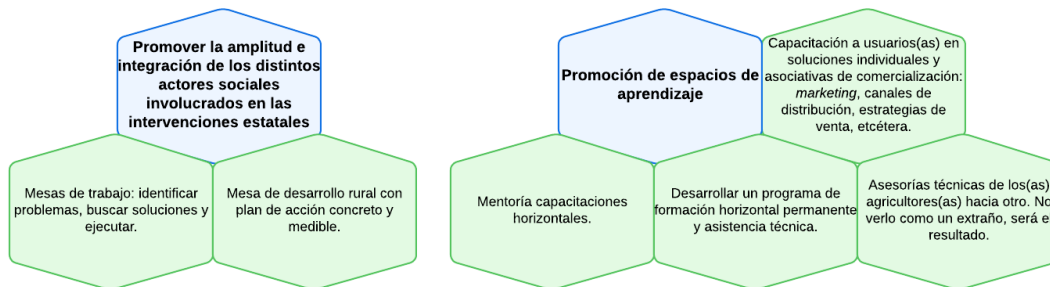 Promover la amplitud e
integración de los distintos
actores sociales
involucrados en las
intervenciones estatales
Mesas de trabajo: identificar
problemas, buscar soluciones y
ejecutar.
Mesa de desarrollo rural con
plan de acción concreto y
medible.
Promoción de espacios de
aprendizaje
Capacitación a usuarios(as) en
soluciones individuales y
asociativas de comercialización:
marketing, canales de
distribución, estrategias de
venta, etcétera.
Mentoría capacitaciones
horizontales.
Desarrollar un programa de
formación horizontal permanente
y asistencia técnica.
Asesorías técnicas de los(as)
agricultores(as) hacia otro. No
verlo como un extraño, será
resultado.